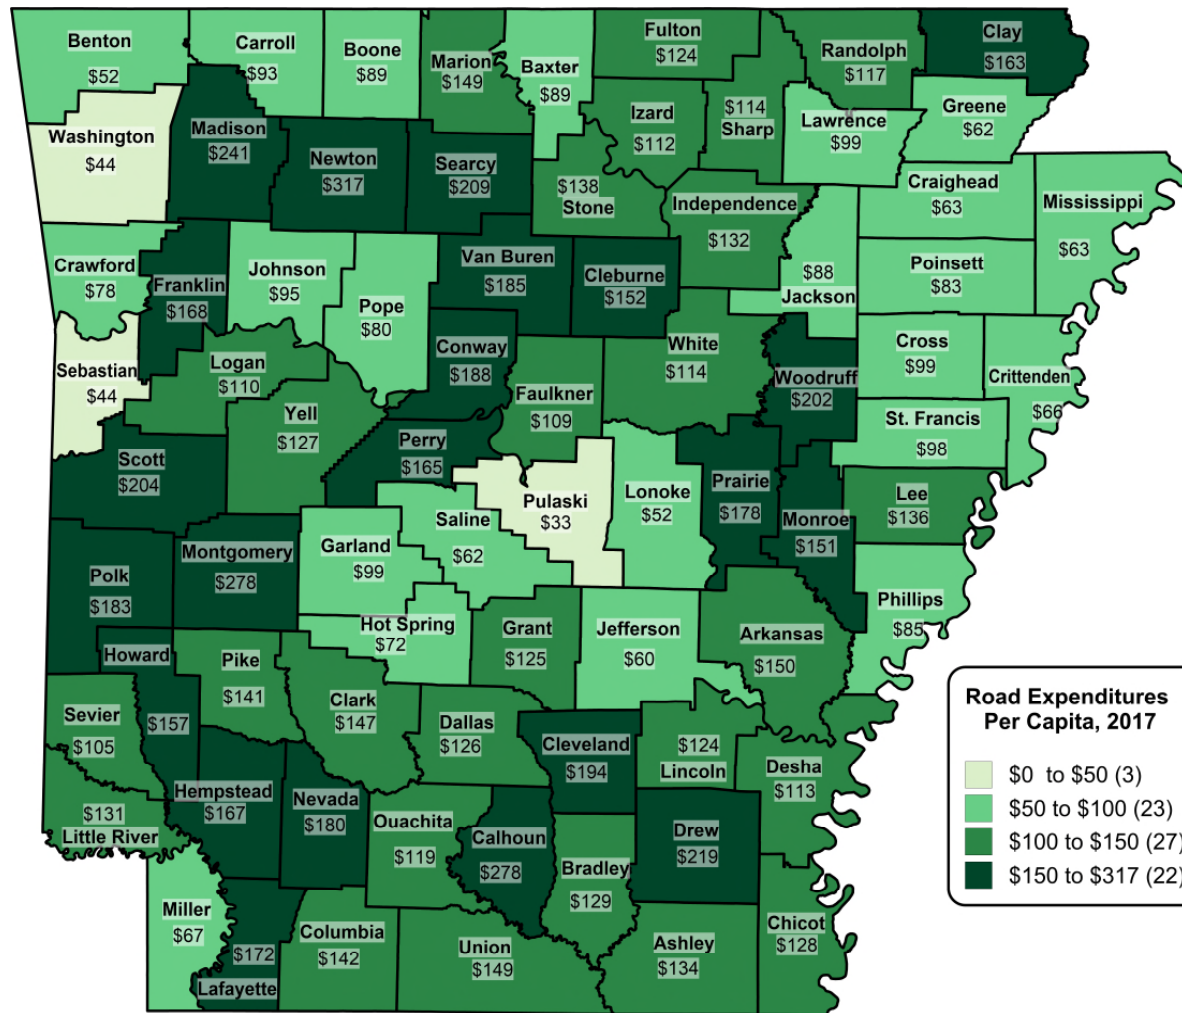 Benton
$52
Carroll
$93
Boone
$89
Marion
$149
Baxter
$89
Fulton
$124
Randolph
$117
Clay
$163
Washington
$44
Madison
$241
Newton
$317
Searcy
$209
$138
Stone
Izard
$112
$114
Sharp
Lawrence
$99
Greene
$62
Craighead
$63
Mississippi
$63
Independence
$132
Crawford
$78
Franklin
$168
Johnson
$95
Pope
$80
Van Buren
$185
Cleburne
$152
$88
Jackson
Poinsett
$83
Sebastian
$44
Logan
$110
Yell
$127
Conway
$188
Faulkner
$109
White
$114
Woodruff
$202
Cross
$99
Crittenden
$66
St. Francis
$98
Scott
$204
Perry
$165
Pulaski
$33
Lonoke
$52
Prairie
$178
Monroe
$151
Lee
$136
Polk
$183
Montgomery
$278
Garland
$99
Saline
$62
Hot Spring
$72
Grant
$125
Jefferson
$60
Arkansas
$150
Phillips
$85
Howard
$157
Pike
$141
Clark
$147
Dallas
$126
Cleveland
$194
$124
Lincoln
Desha
$113
Sevier
$105
$131
Little River
Hempstead
$167
Nevada
$180
Ouachita
$119
Calhoun
$278
Bradley
$129
Drew
$219
Miller
$67
$172
Lafayette
Columbia
$142
Union
$149
Ashley
$134
Chicot
$128
Road Expenditures
Per Capita, 2017
$0 to $50 (3)
$50 to $100 (23)
$100 to $150 (27)
$150 to $317 (22)